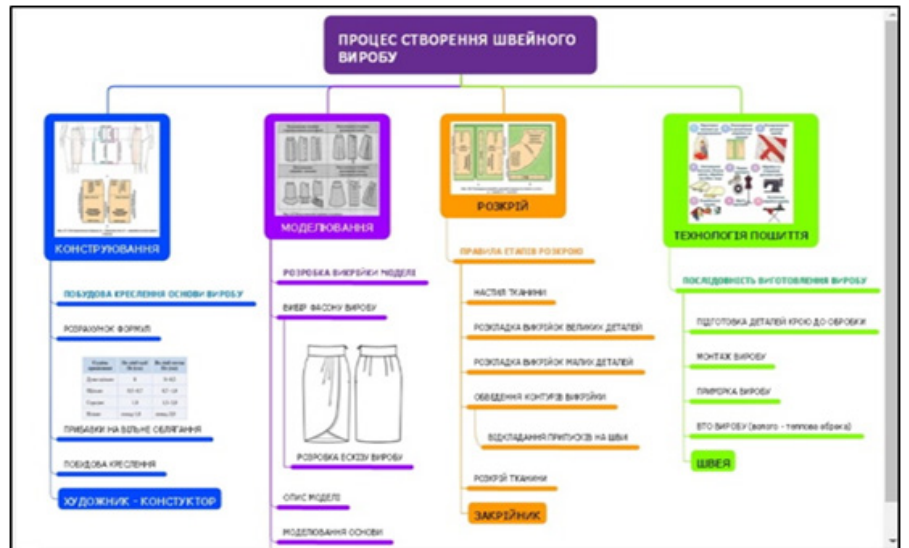 ПРОЦЕС СТВОРЕННЯ ШВЕЙНОГО
ВИРОБУ
КОНСТРУЮВАННЯ
ПОБУДОВА КРЕСЛЕННЯ ОСНОВИ ВИРОБУ
РОЗРАХУНОК ФОРМУЛ
ПРИБАВКИ НА ВІЛЬНЕ ОБЛЯГАННЯ
ПОБУДОВА КРЕСЛЕННЯ
ХУДОЖНИК - КОНСТУКТОР
МОДЕЛЮВАННЯ
РОЗРОБКА ВИКРІЙКИ МОДЕЛІ
ВИБІР ФАСОНУ ВИРОБУ
РОЗРОБКА ЕСКІЗУ ВИРОБУ
ОПИС МОДЕЛІ
МОДЕЛЮВАННЯ ОСНОВИ
РОЗКРІЙ
ПРАВИЛА ЕТАПІВ РОЗКРОЮ
НАСТИЛ ТКАНИНИ
РОЗКЛАДКА ВИКРІЙОК ВЕЛИКИХ ДЕТАЛЕЙ
РОЗКЛАДКА ВИКРІЙОК МАЛИХ ДЕТАЛЕЙ
ОБВЕДЕННЯ КОНТУРІВ ВИКРІЙКИ
ВІДКЛАДАННЯ ПРИПУСКІВ НА ШВИ
РОЗКРІЙ ТКАНИНИ
ЗАКРІЙНИК
ТЕХНОЛОГІЯ ПОШИТТЯ
ПОСЛІДОВНІСТЬ ВИГОТОВЛЕННЯ ВИРОБУ
ПІДГОТОВКА ДЕТАЛЕЙ КРОЮ ДО ОБРОБКИ
МОНТАЖ ВИРОБУ
ПРИМІРКА ВИРОБУ
ВТО ВИРОБУ (волого - теплова оброка)
ШВЕЯ